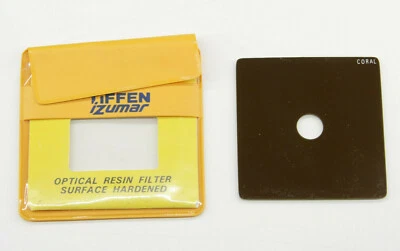 TIFFEN
izumar
OPTICAL RESIN FILTER
SURFACE HARDENED
CORAL